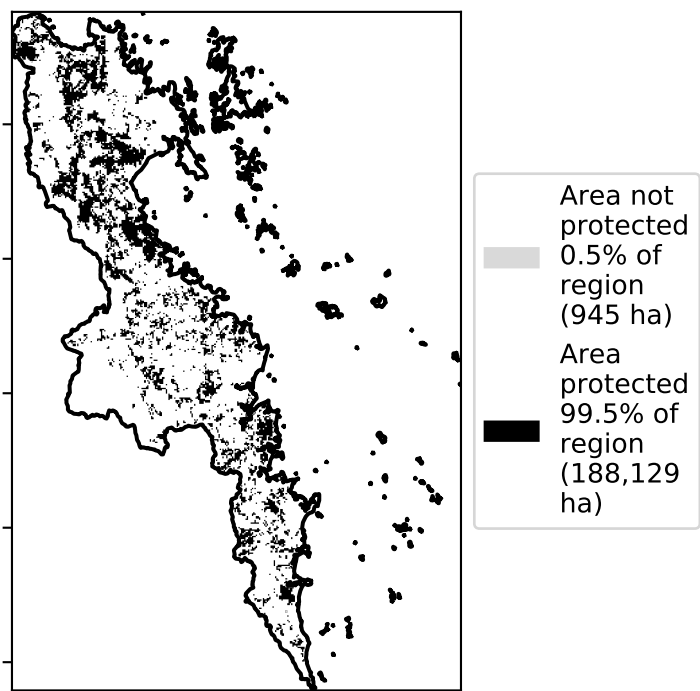 Area not
protected
0.5% of
region
(945 ha)
Area
protected
99.5% of
region
(188,129
ha)